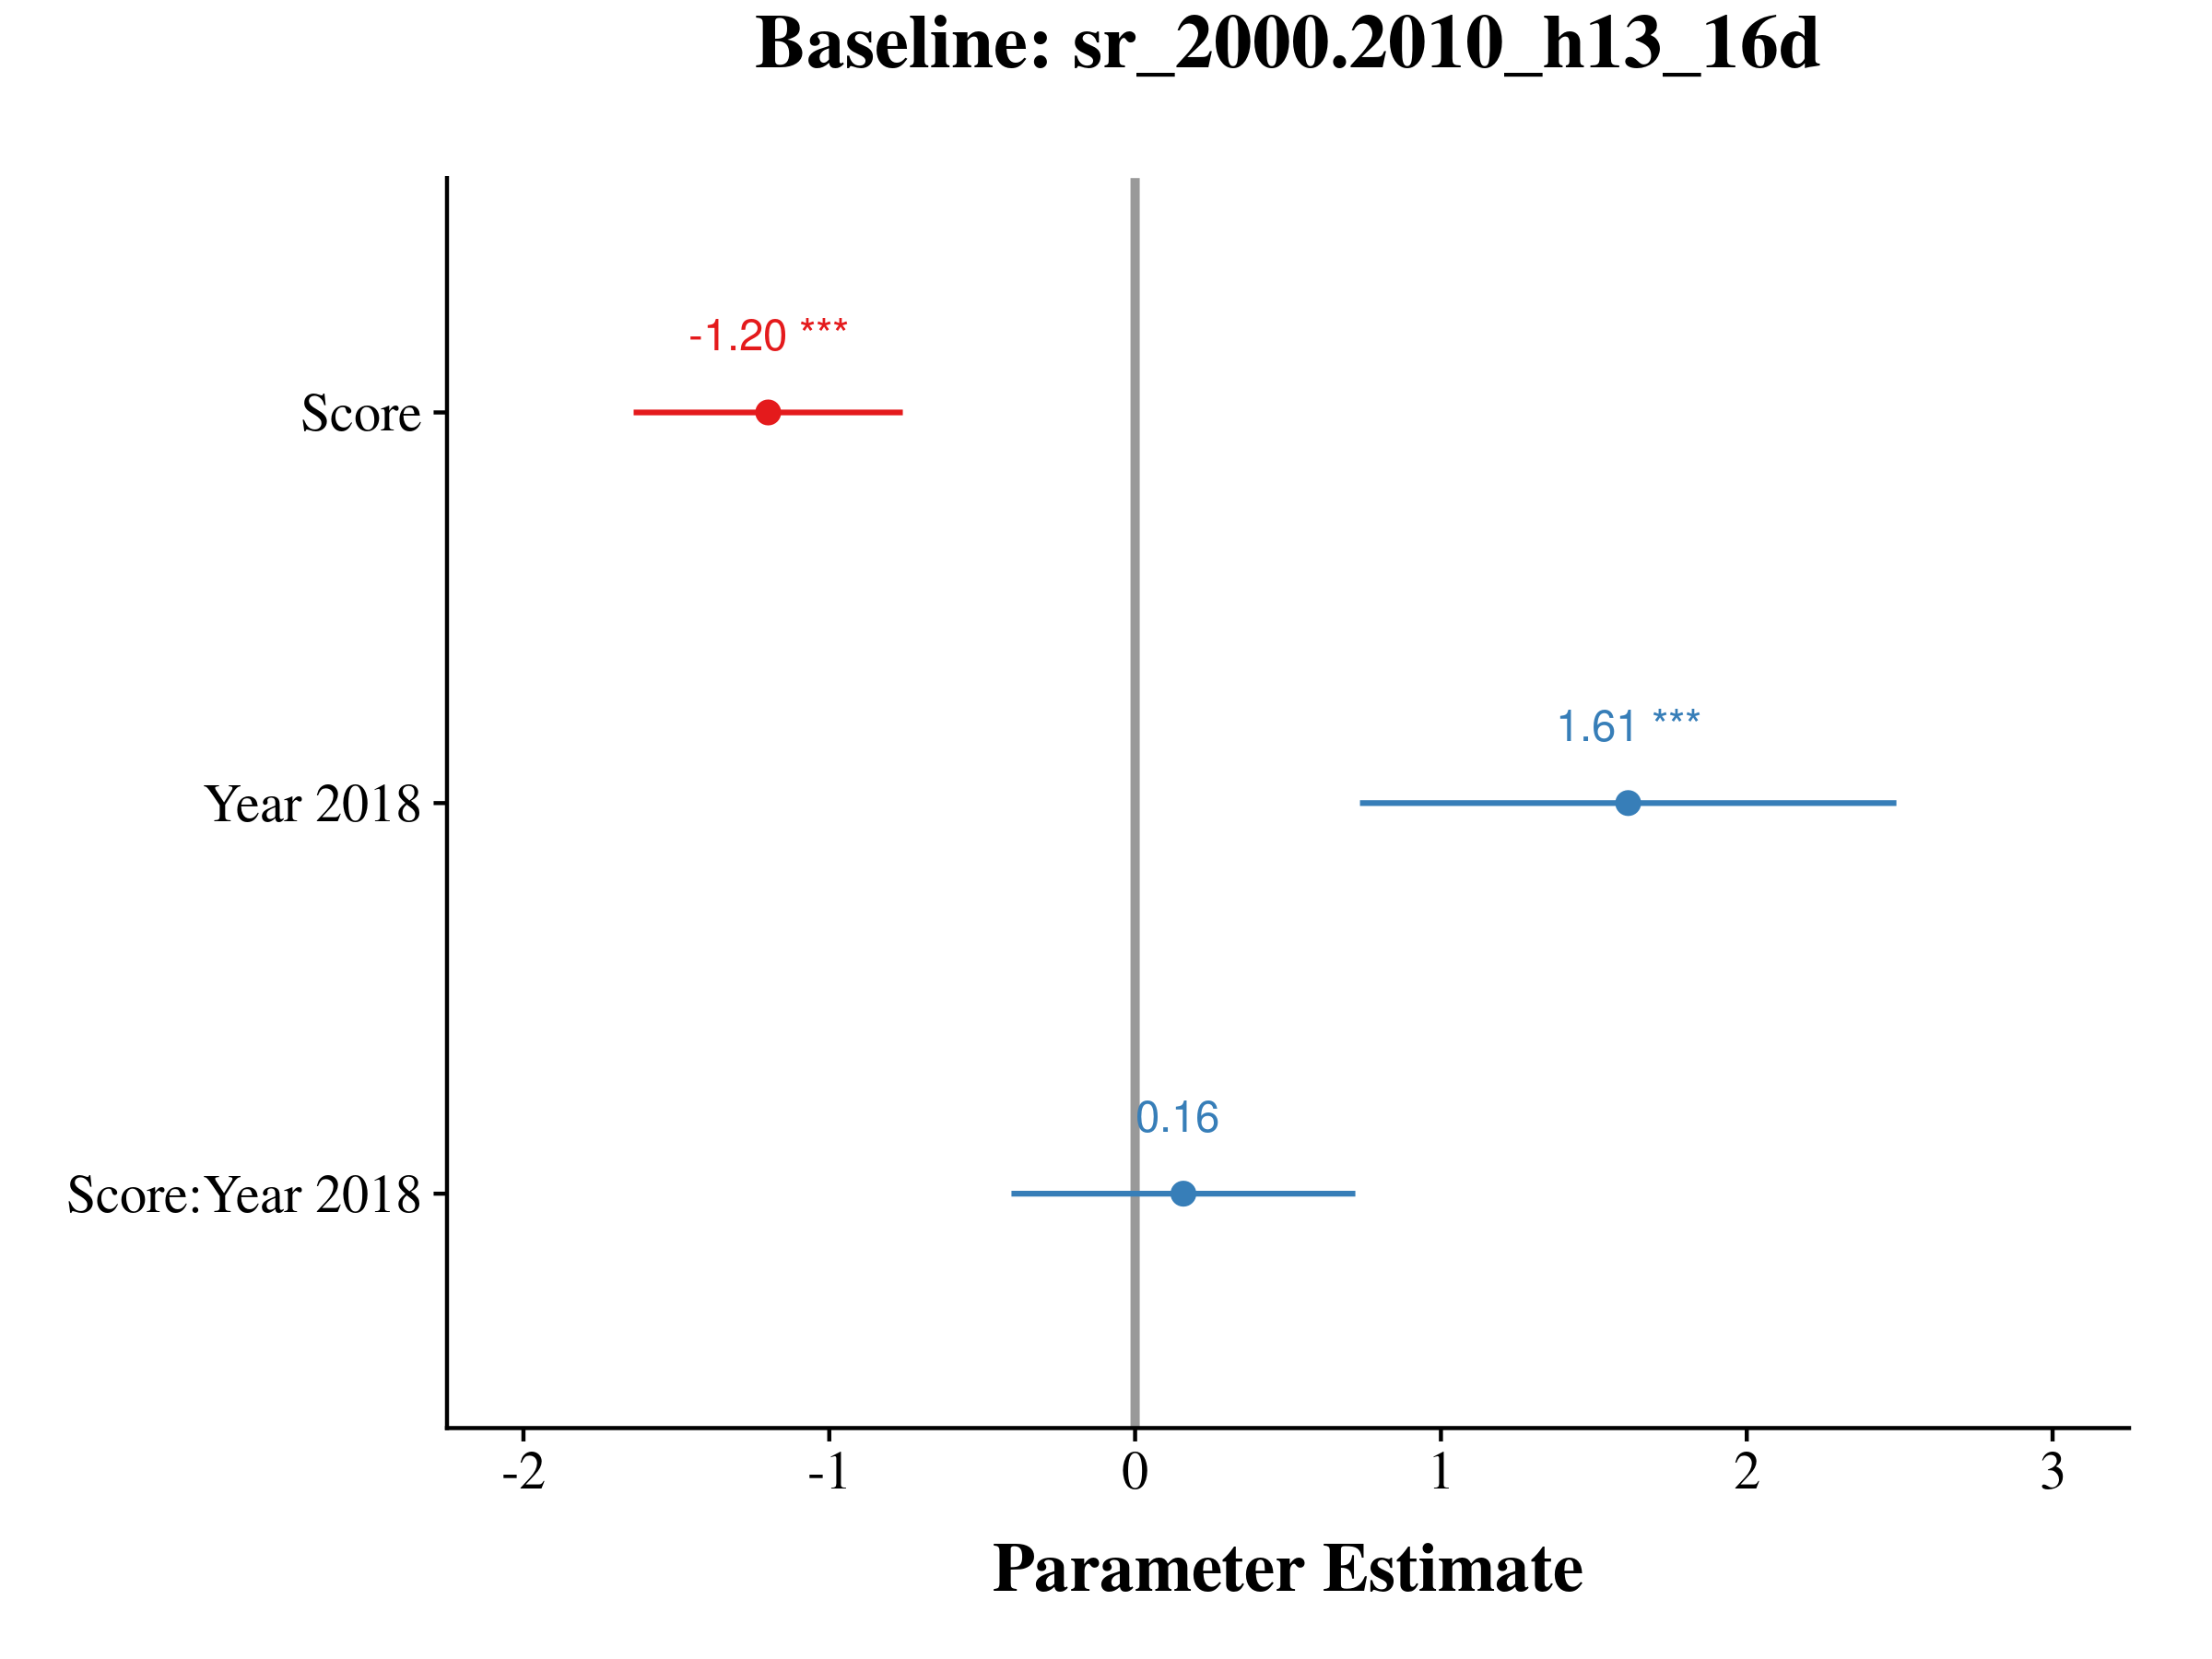 Baseline: sr_2000.2010_h13_16d
-1.20 ***
Score
1.61 ***
Year 2018
0.16
Score:Year 2018
-2 -1 0 1 2 3
Parameter Estimate